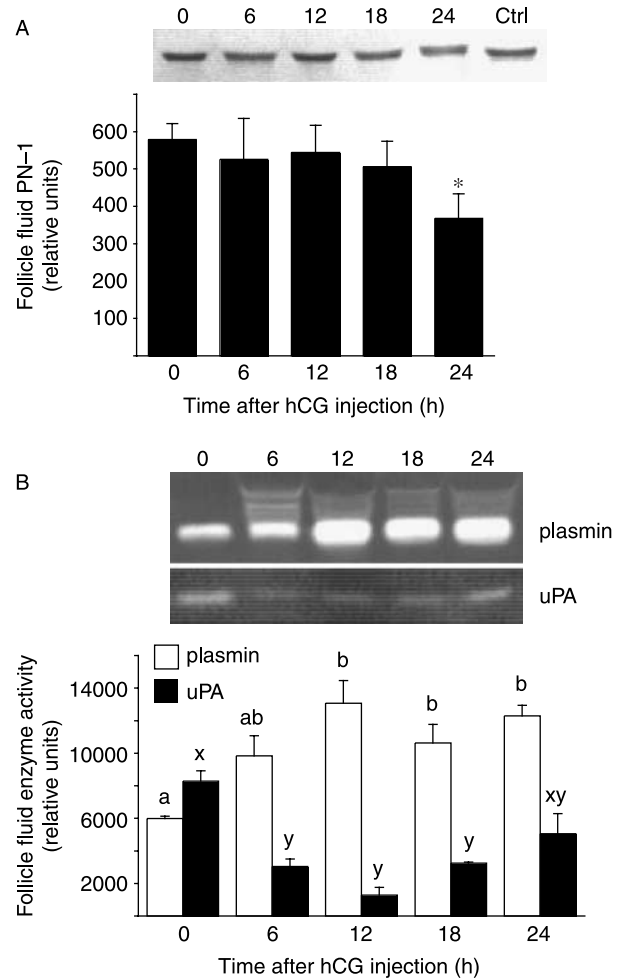 A
0 6 12 18 24 Ctrl
Follicle fluid PN–1
(relative units)
600
500
400
300
200
100
*
0 6 12 18 24
Time after hCG injection (h)
B
0 6 12 18 24
plasmin
uPA
Follicle fluid enzyme activity
(relative units)
plasmin
uPA
14000
10000
6000
2000
a x ab y b y b y b xy
0 6 12 18 24
Time after hCG injection (h)